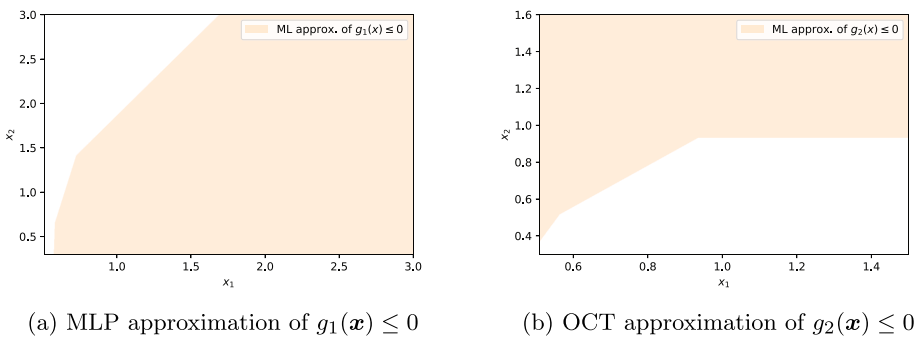 3.0
2.5
2.0
1.5
1.0
0.5
x₂
ML approx. of g₁(x) ≤ 0
1.0 1.5 2.0 2.5 3.0
x₁
(a) MLP approximation of g₁(𝒙) ≤ 0
1.6
1.4
1.2
1.0
0.8
0.6
0.4
x₂
ML approx. of g₂(x) ≤ 0
0.6 0.8 1.0 1.2 1.4
x₁
(b) OCT approximation of g₂(𝒙) ≤ 0